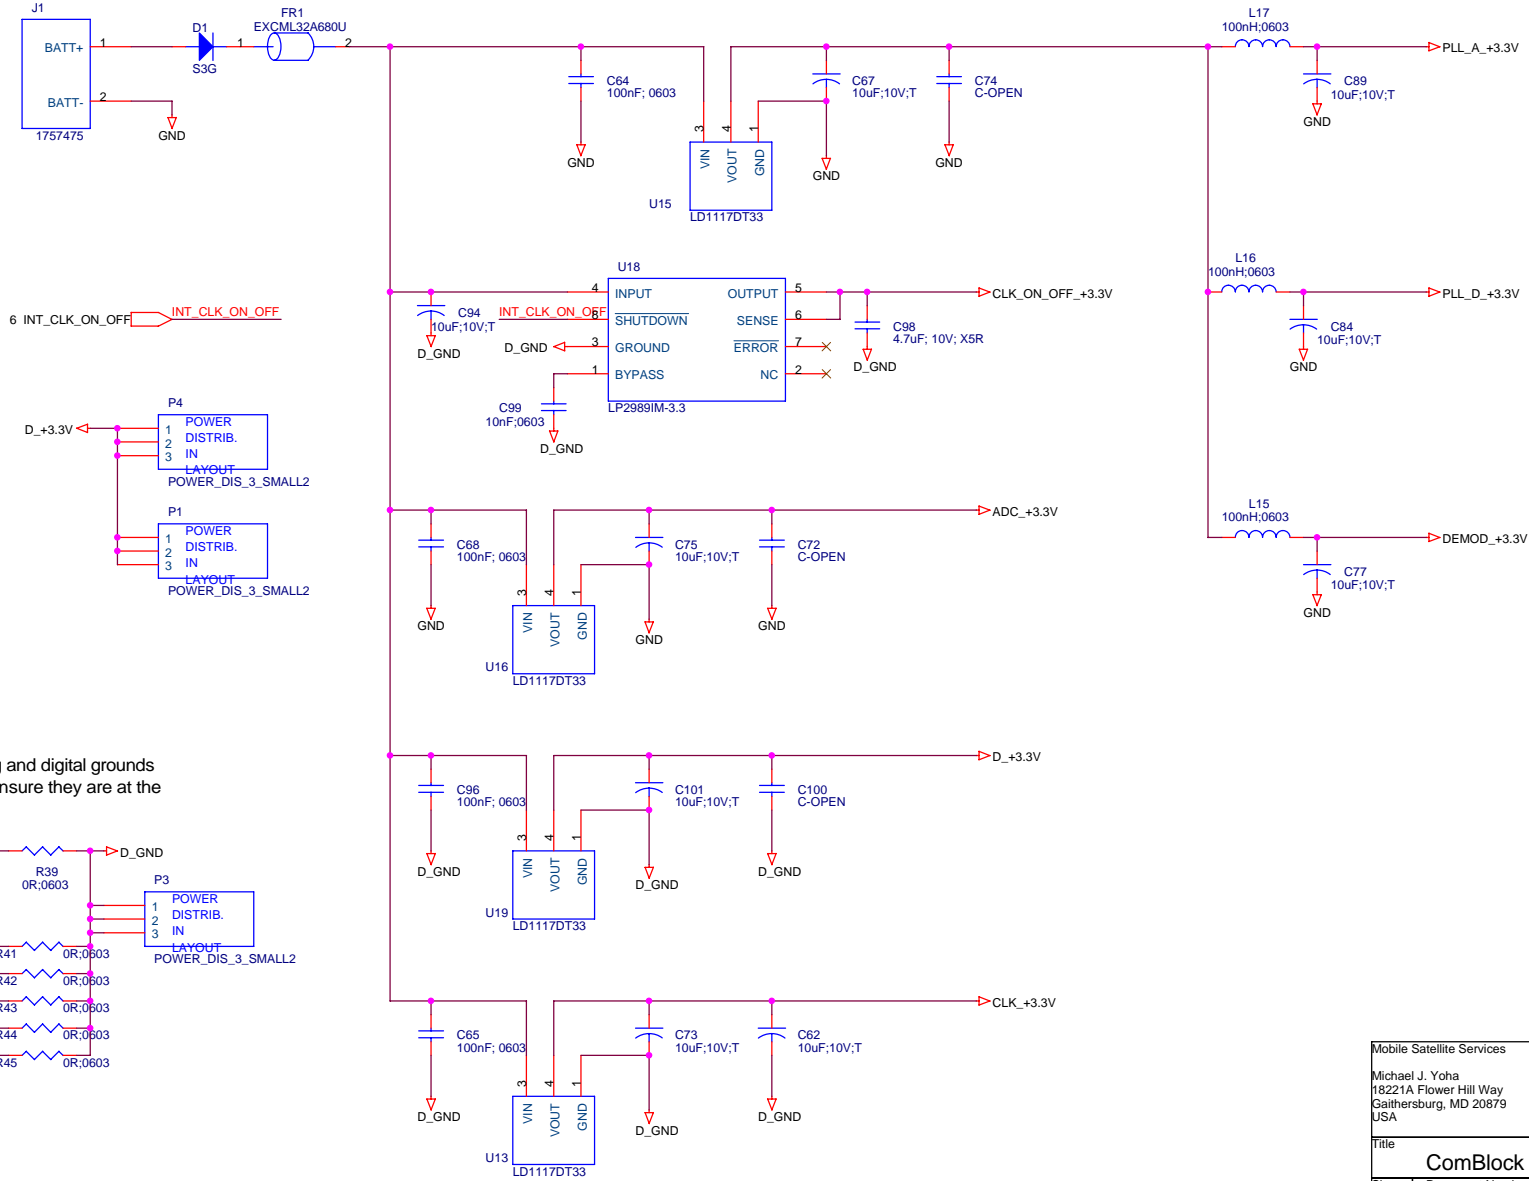 J1
BATT+
1
BATT-
2
1757475
GND
D1
S3G
1
FR1
EXCML32A680U
2
C64
100nF; 0603
GND
3
4
1
VIN
VOUT
GND
U15
LD1117DT33
C67
10uF;10V;T
GND
C74
C-OPEN
GND
L17
100nH;0603
PLL_A_+3.3V
C89
10uF;10V;T
GND
6 INT_CLK_ON_OFF
INT_CLK_ON_OFF
C94
10uF;10V;T
D_GND
INT_CLK_ON_OFF
D_GND
U18
4
INPUT
8
SHUTDOWN
3
GROUND
1
BYPASS
OUTPUT
5
SENSE
6
ERROR
7
NC
2
LP2989IM-3.3
C99
10nF;0603
D_GND
CLK_ON_OFF_+3.3V
C98
4.7uF; 10V; X5R
D_GND
L16
100nH;0603
PLL_D_+3.3V
C84
10uF;10V;T
GND
D_+3.3V
P4
1
2
3
POWER
DISTRIB.
IN
LAYOUT
POWER_DIS_3_SMALL2
P1
1
2
3
POWER
DISTRIB.
IN
LAYOUT
POWER_DIS_3_SMALL2
C68
100nF; 0603
GND
3
4
1
VIN
VOUT
GND
U16
LD1117DT33
C75
10uF;10V;T
GND
C72
C-OPEN
GND
ADC_+3.3V
L15
100nH;0603
DEMOD_+3.3V
C77
10uF;10V;T
GND
and digital grounds
nsure they are at the
C96
100nF; 0603
D_GND
3
4
1
VIN
VOUT
GND
U19
LD1117DT33
C101
10uF;10V;T
D_GND
C100
C-OPEN
D_GND
D_+3.3V
D_GND
R39
0R;0603
P3
1
2
3
POWER
DISTRIB.
IN
LAYOUT
POWER_DIS_3_SMALL2
R41
0R;0603
R42
0R;0603
R43
0R;0603
R44
0R;0603
R45
0R;0603
C65
100nF; 0603
D_GND
3
4
1
VIN
VOUT
GND
U13
LD1117DT33
C73
10uF;10V;T
D_GND
C62
10uF;10V;T
D_GND
CLK_+3.3V
Mobile Satellite Services
Michael J. Yoha
18221A Flower Hill Way
Gaithersburg, MD 20879
USA
Title
ComBlock